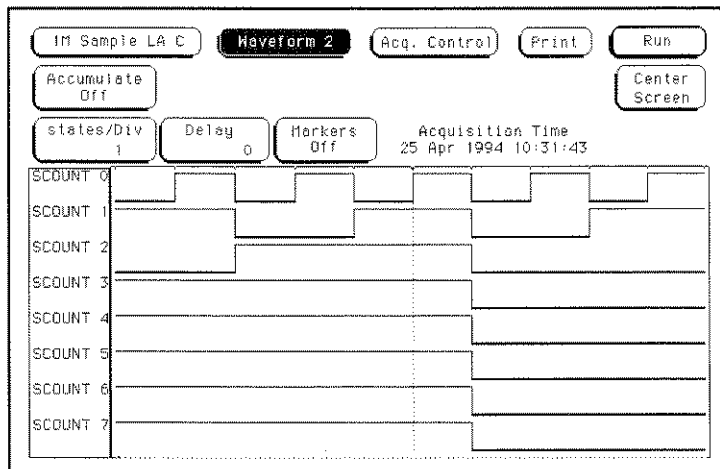 1M Sample LA C
Waveform 2
Acq. Control
Print
Run
Accumulate
Off
Center
Screen
states/Div
1
Delay
0
Markers
Off
Acquisition Time
25 Apr 1994 10:31:43
SCOUNT 0
SCOUNT 1
SCOUNT 2
SCOUNT 3
SCOUNT 4
SCOUNT 5
SCOUNT 6
SCOUNT 7